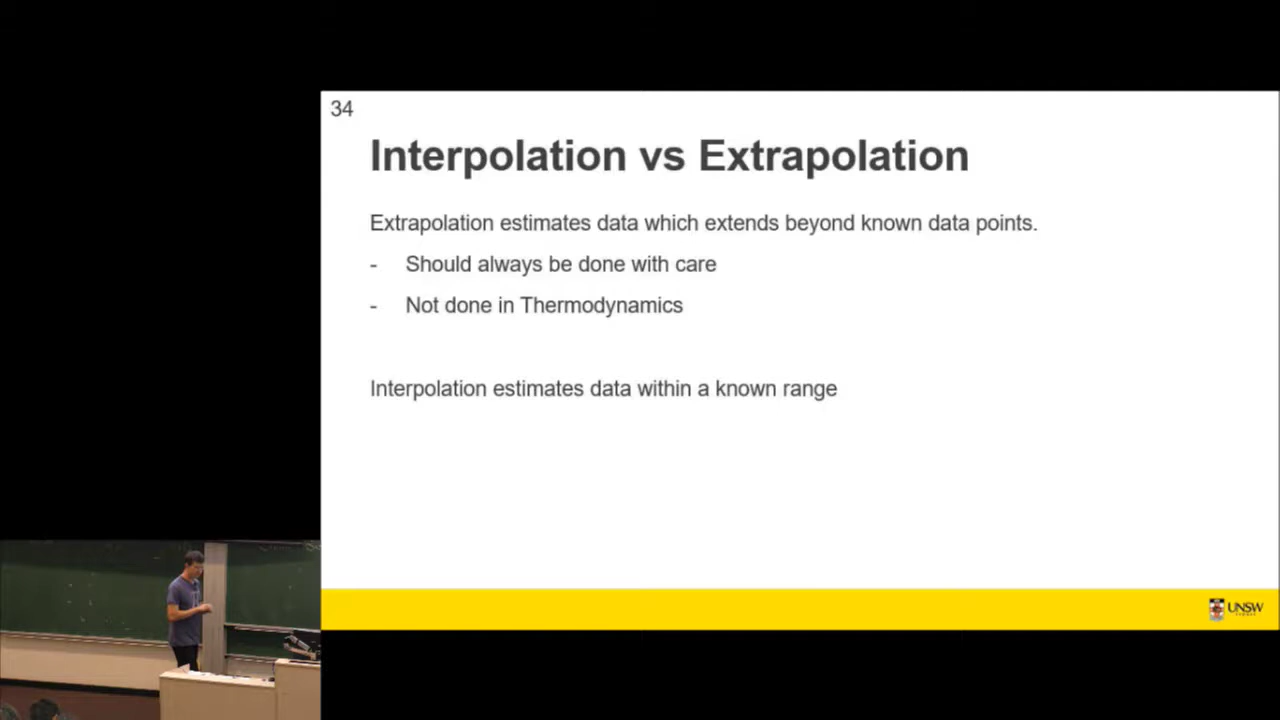 34
Interpolation vs Extrapolation
Extrapolation estimates data which extends beyond known data points.
- Should always be done with care
- Not done in Thermodynamics
Interpolation estimates data within a known range
UNSW